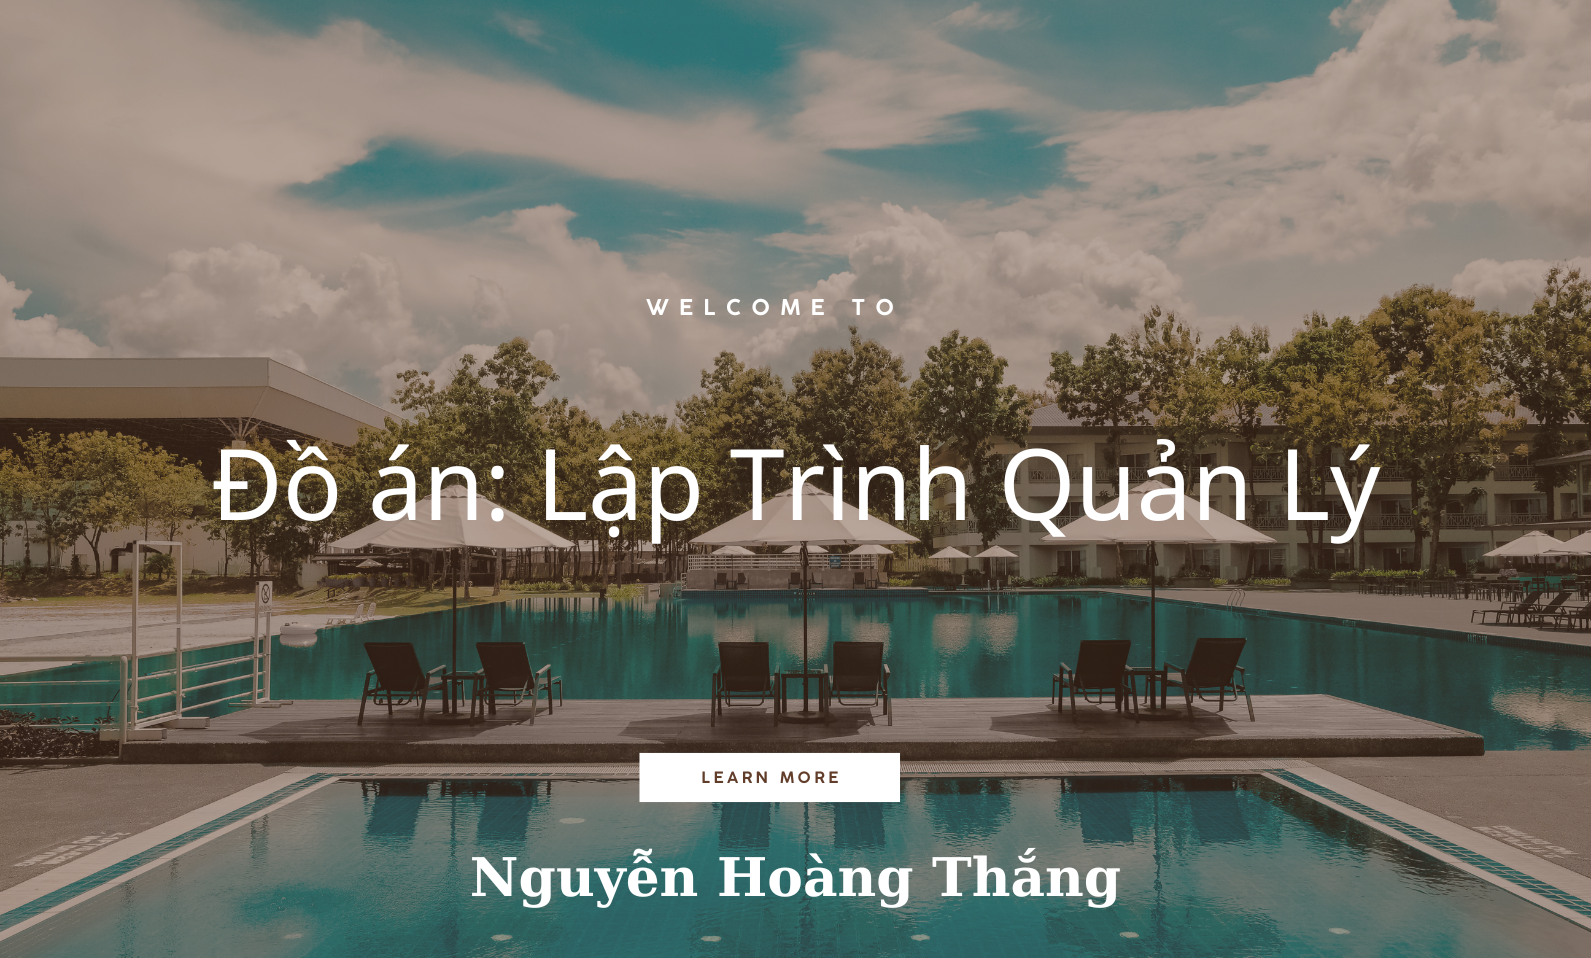 WELCOME TO
Đồ án: Lập Trình Quản Lý
LEARN MORE
Nguyễn Hoàng Thắng